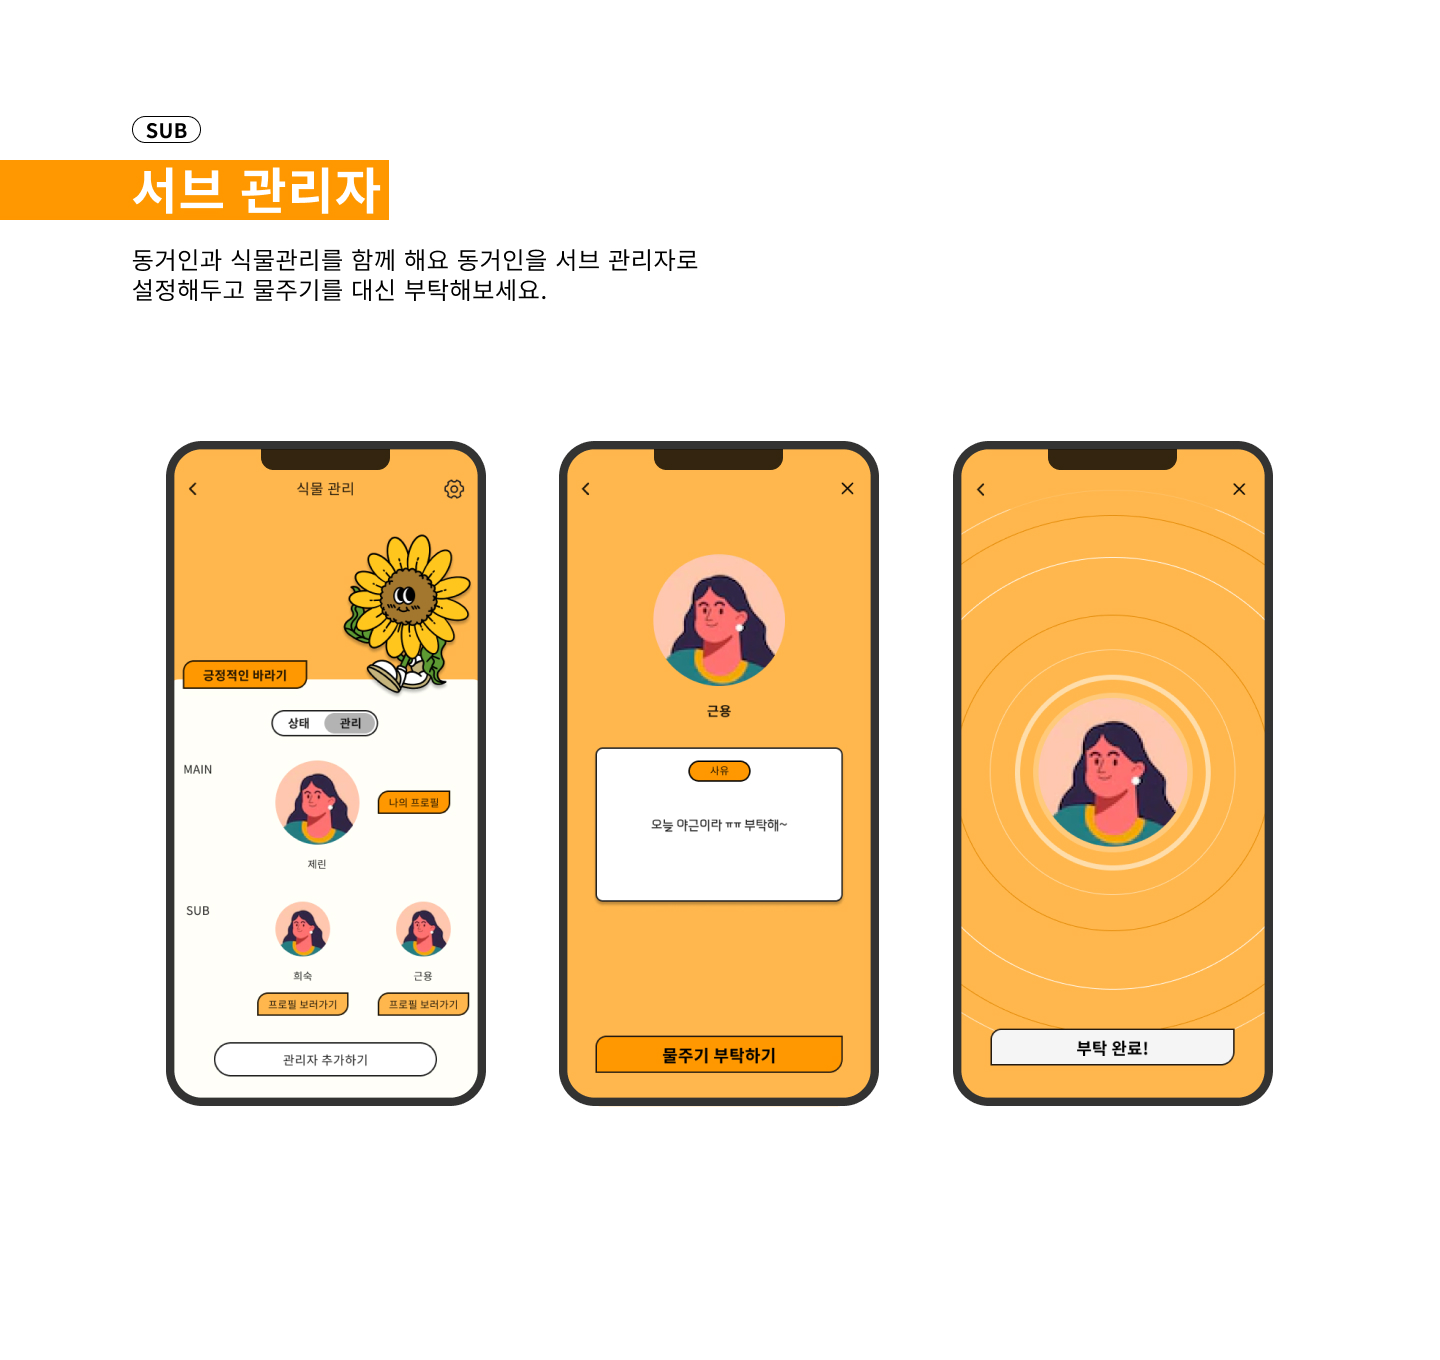 SUB
서브 관리자
동거인과 식물관리를 함께 해요 동거인을 서브 관리자로
설정해두고 물주기를 대신 부탁해보세요.
식물 관리
긍정적인 바라기
상태 관리
MAIN
나의 프로필
제린
SUB
희숙 근용
프로필 보러가기 프로필 보러가기
관리자 추가하기
근용
사유
오늘 야근이라 ㅠㅠ 부탁해~
물주기 부탁하기
부탁 완료!